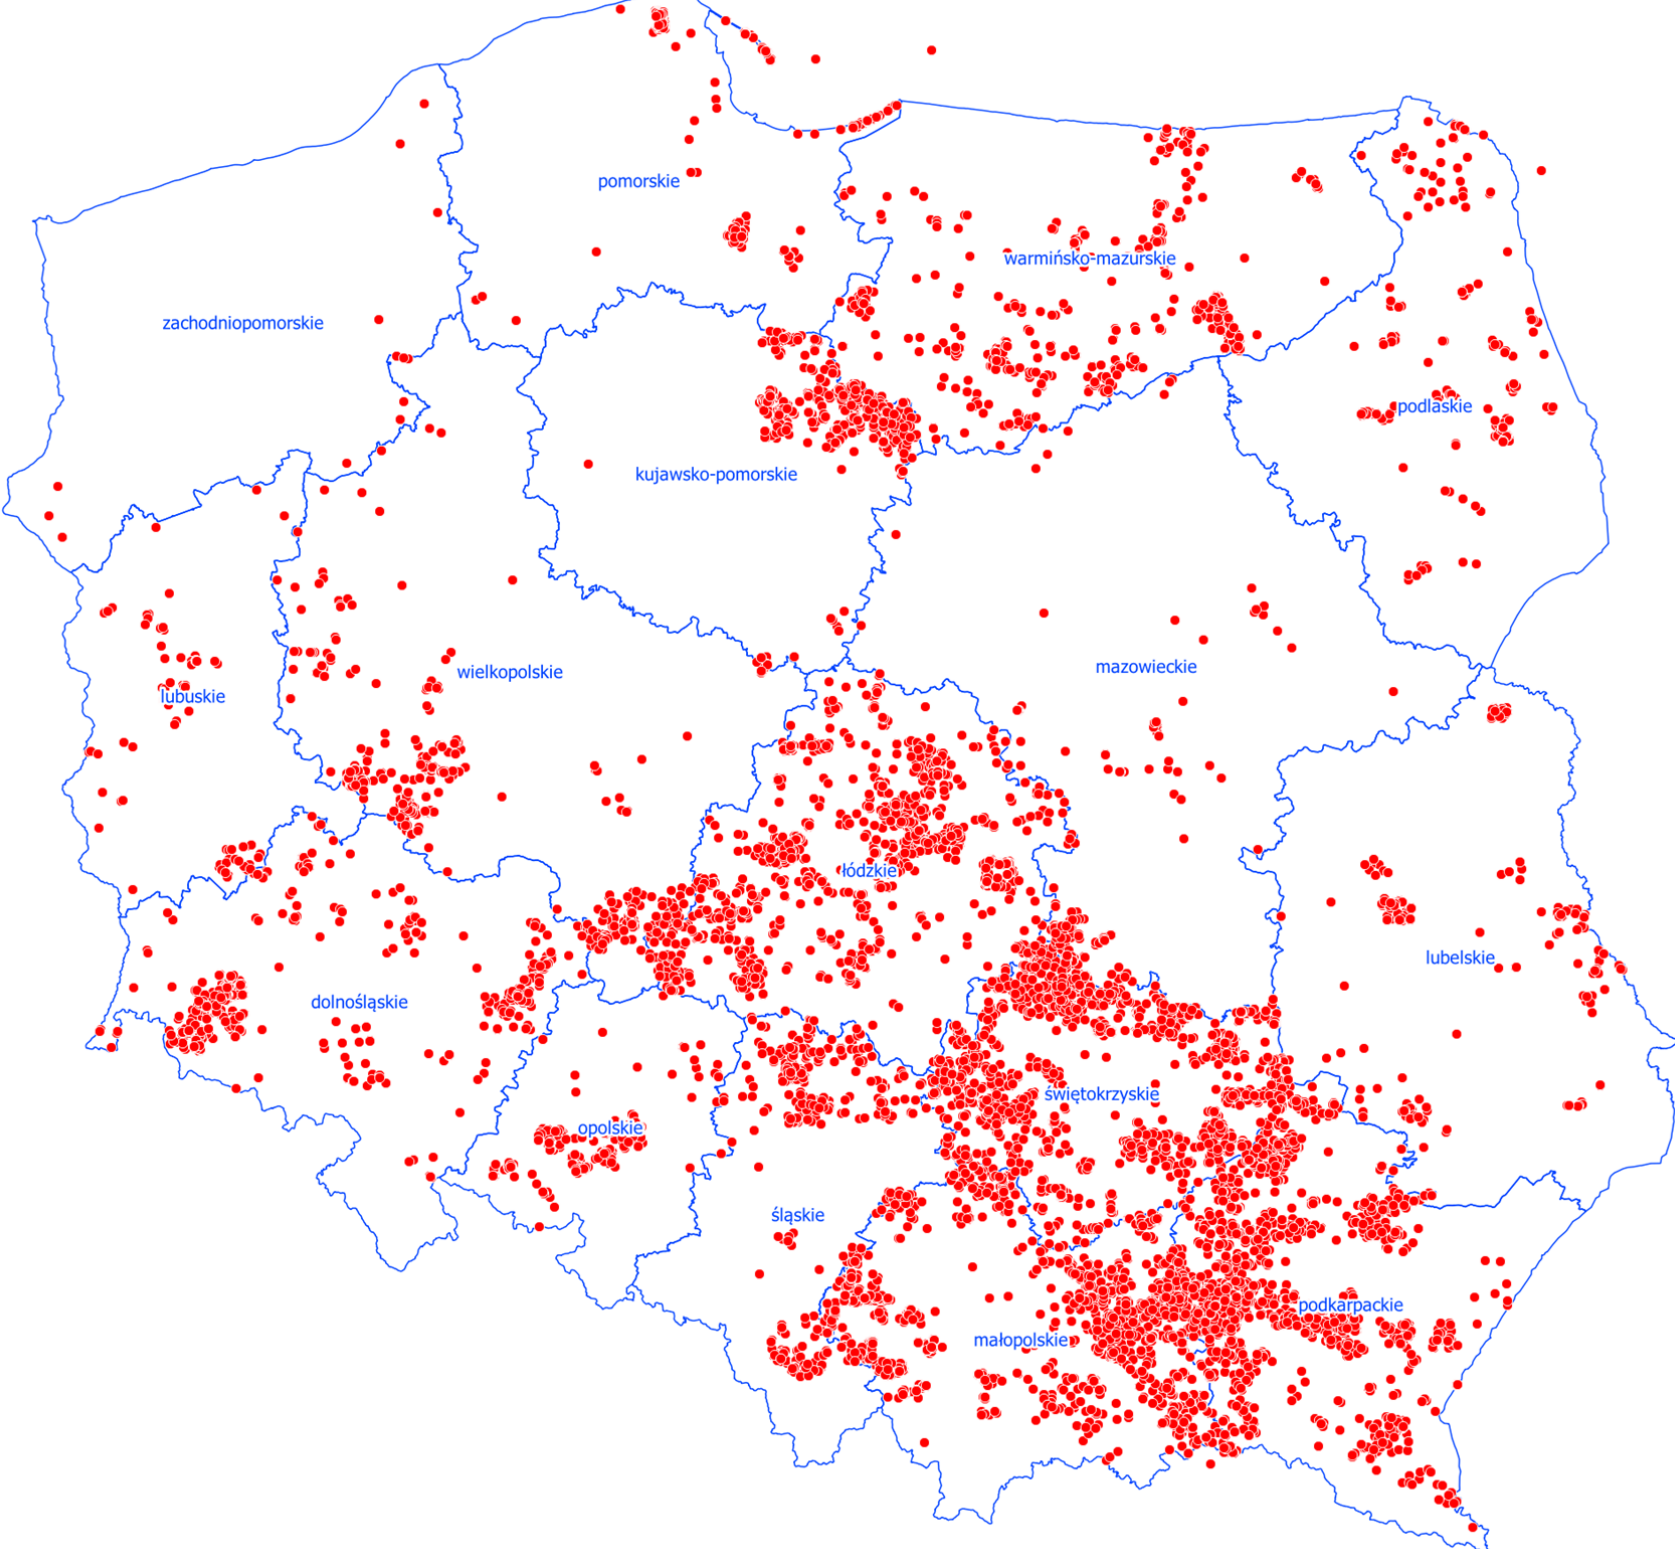 pomorskie
warmińsko-mazurskie
zachodniopomorskie
podlaskie
kujawsko-pomorskie
mazowieckie
wielkopolskie
lubuskie
łódzkie
lubelskie
dolnośląskie
świętokrzyskie
opolskie
śląskie
podkarpackie
małopolskie